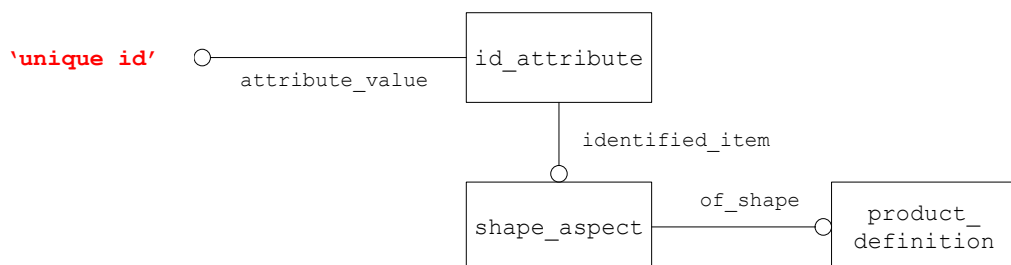 ‘unique id’
id_attribute
attribute_value
identified_item
of_shape
shape_aspect
product_
definition